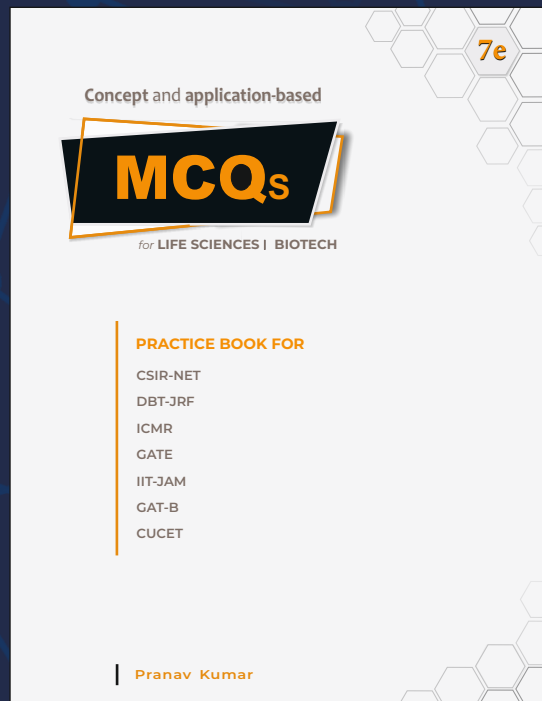 7e
Concept and application-based
MCQs
for LIFE SCIENCES | BIOTECH
PRACTICE BOOK FOR
CSIR-NET
DBT-JRF
ICMR
GATE
IIT-JAM
GAT-B
CUCET
Pranav Kumar